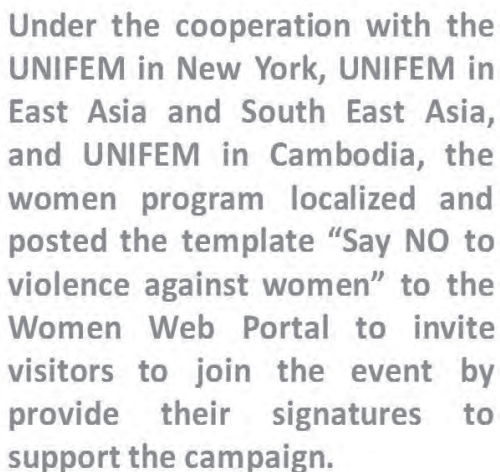 Under the cooperation with the
UNIFEM in New York, UNIFEM in
East Asia and South East Asia,
and UNIFEM in Cambodia, the
women program localized and
posted the template “Say NO to
violence against women” to the
Women Web Portal to invite
visitors to join the event by
provide their signatures to
support the campaign.